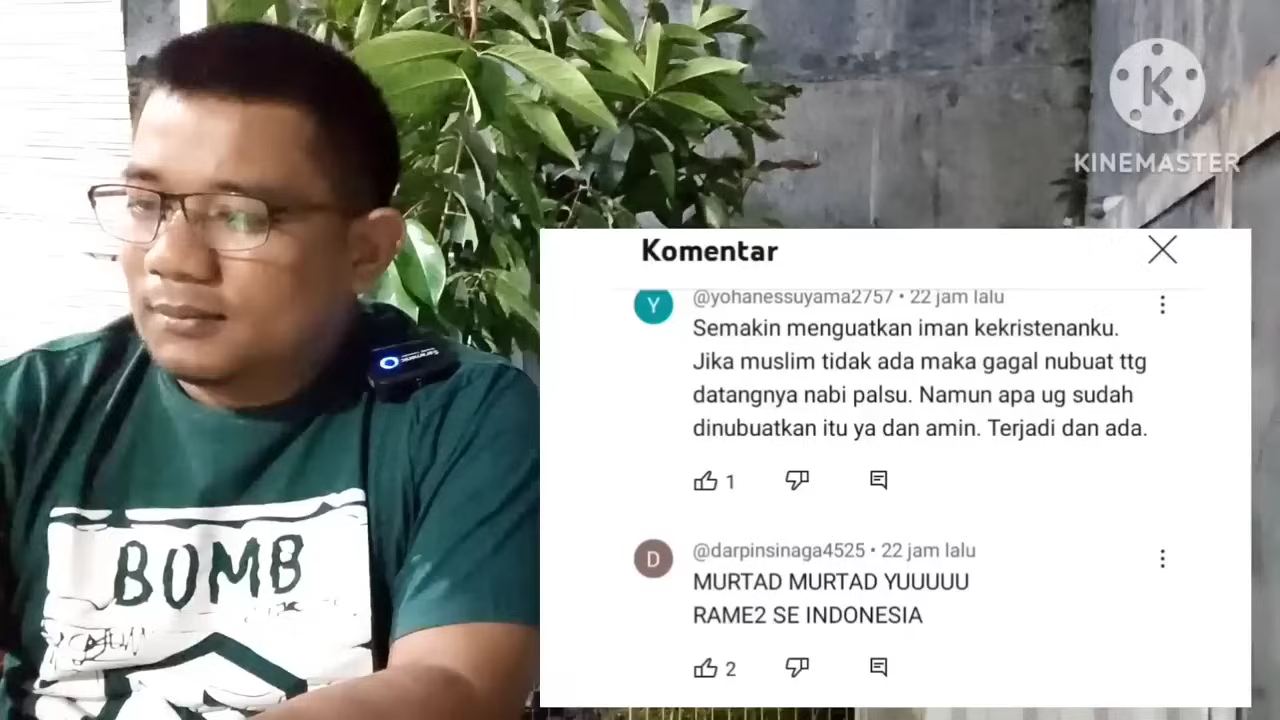 KINEMASTER
Komentar
Y
@yohanessuyama2757 • 22 jam lalu
Semakin menguatkan iman kekristenanku.
Jika muslim tidak ada maka gagal nubuat ttg
datangnya nabi palsu. Namun apa ug sudah
dinubuatkan itu ya dan amin. Terjadi dan ada.
1
D
@darpinsinaga4525 • 22 jam lalu
MURTAD MURTAD YUUUUU
RAME2 SE INDONESIA
2
Saramonic
BOMB